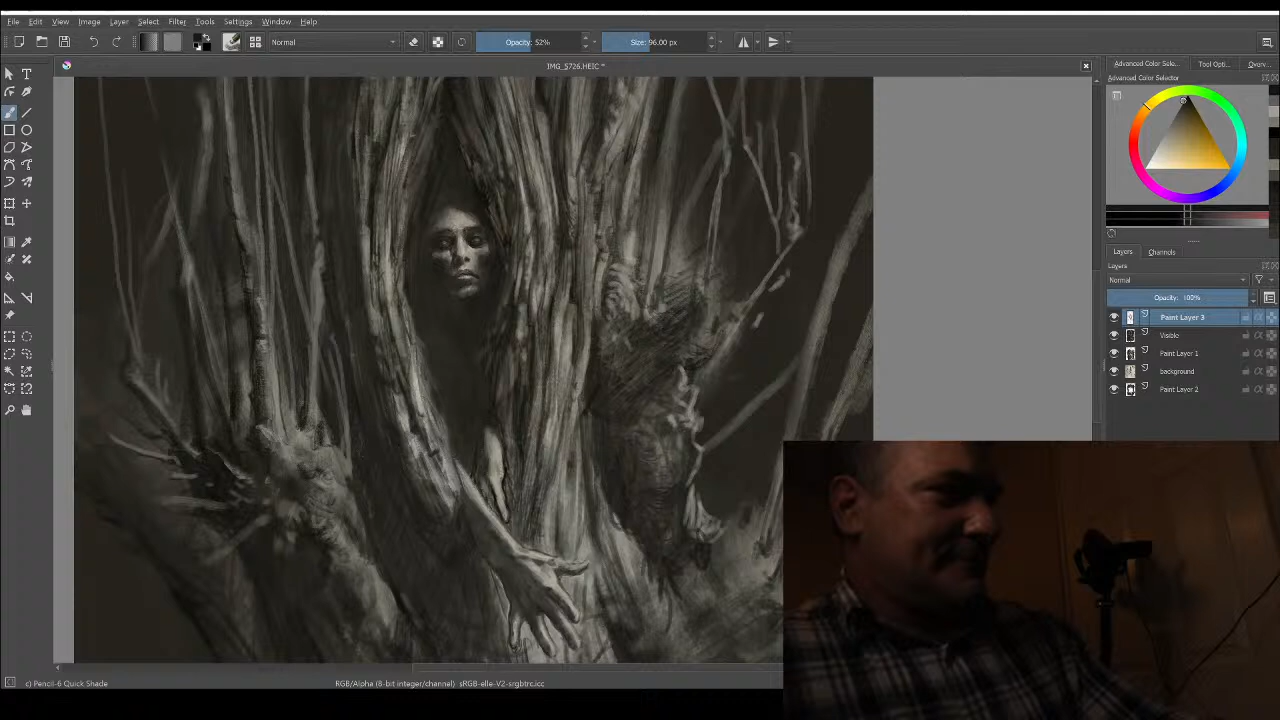 File Edit View Image Layer Select Filter Tools Settings Window Help
Normal Opacity: 52% Size: 96.00 px
IMG_5726.HEIC *
Advanced Color Sele... Tool Opti... Overv...
Advanced Color Selector
Layers Channels
Layers
Normal
Opacity: 100%
Paint Layer 3
Visible
Paint Layer 1
background
Paint Layer 2
c) Pencil-6 Quick Shade RGB/Alpha (8-bit integer/channel) sRGB-elle-V2-srgbtrc.icc